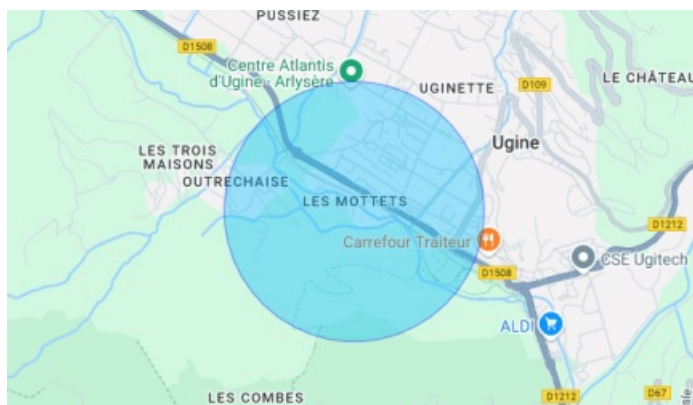 PUSSIEZ
D1508
Centre Atlantis
d'Ugine - Arlysère
UGINETTE
D109
LE CHÂTEAU
LES TROIS
MAISONS
OUTRECHAISE
Ugine
LES MOTTETS
D1212
Carrefour Traiteur
CSE Ugitech
D1508
ALDI
LES COMBES
D1212
D67